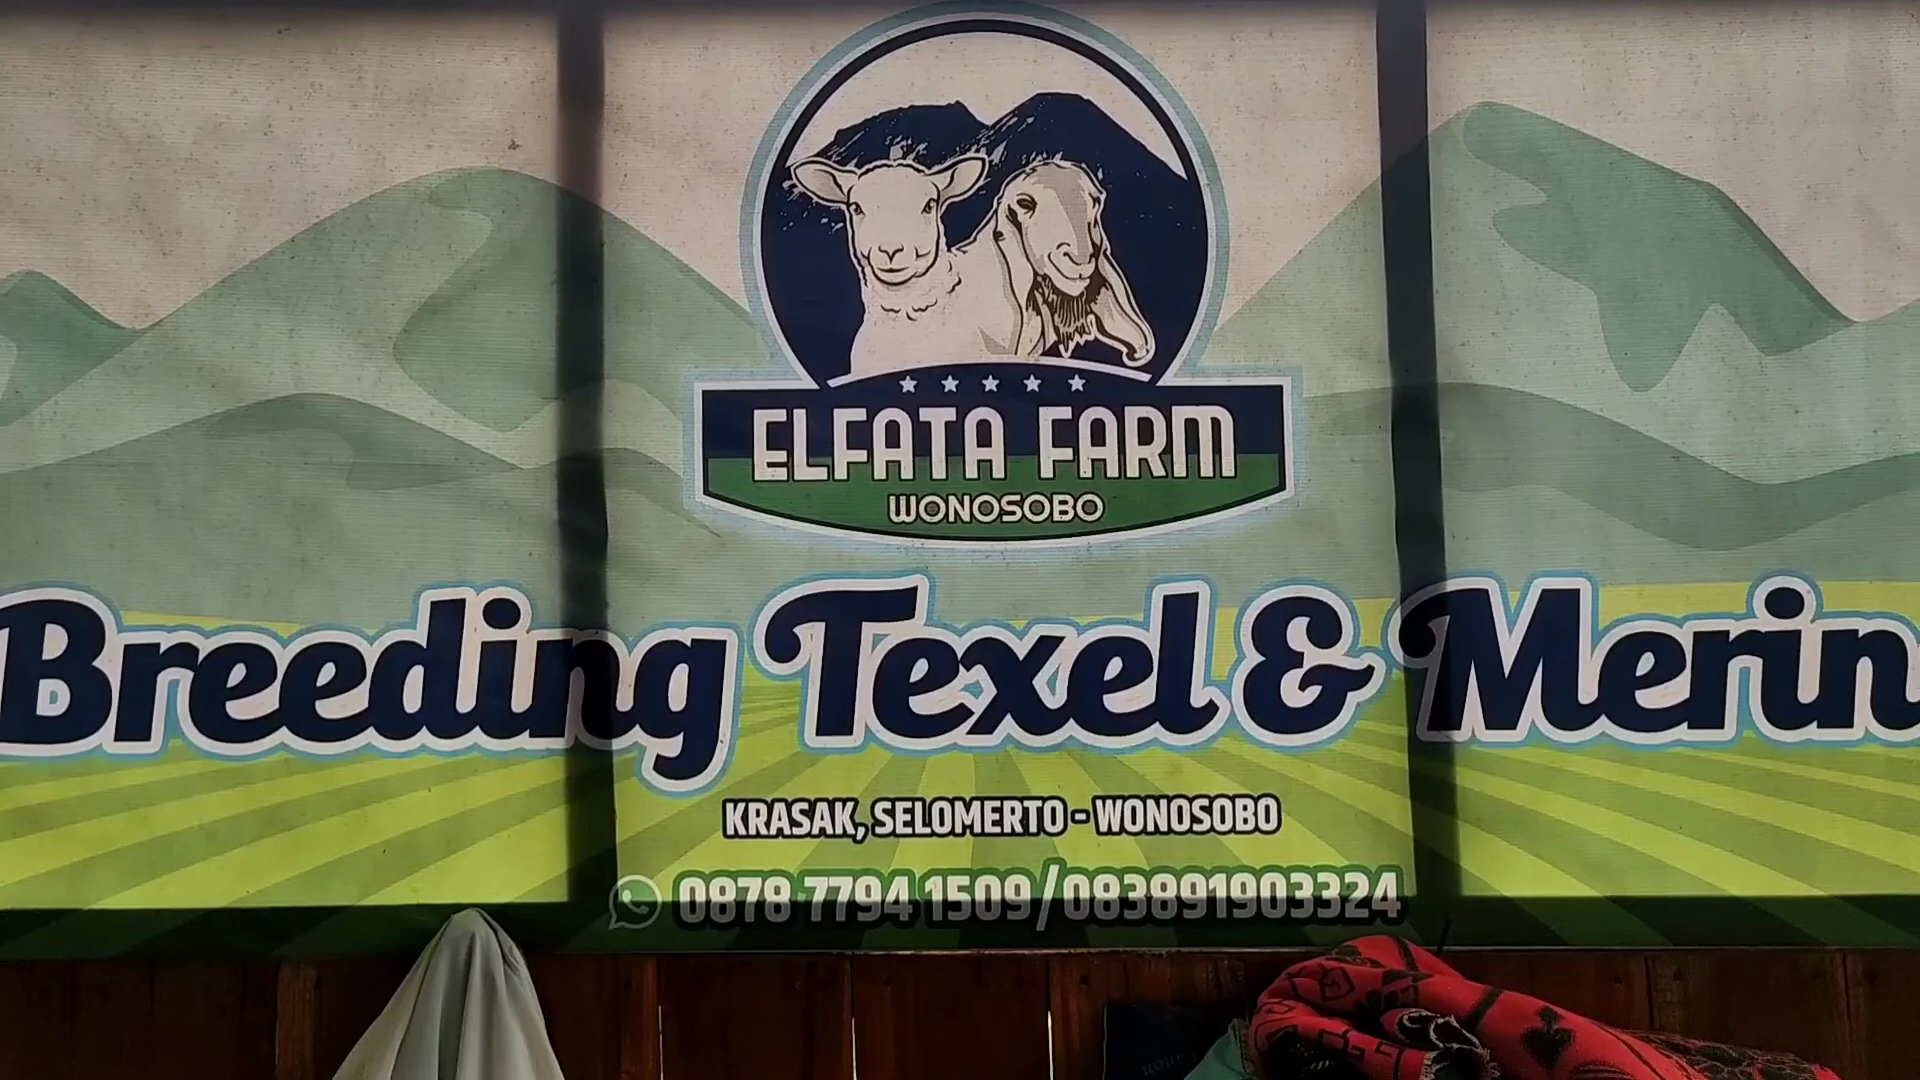 ELFATA FARM
WONOSOBO
Breeding Texel & Merin
KRASAK, SELOMERTO - WONOSOBO
0878 7794 1509/083891903324